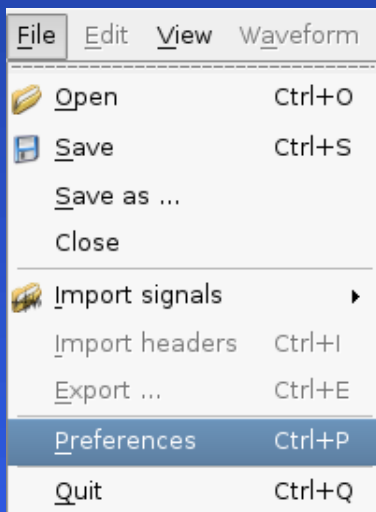 File Edit View Waveform
Open Ctrl+O
Save Ctrl+S
Save as ...
Close
Import signals
Import headers Ctrl+I
Export ... Ctrl+E
Preferences Ctrl+P
Quit Ctrl+Q